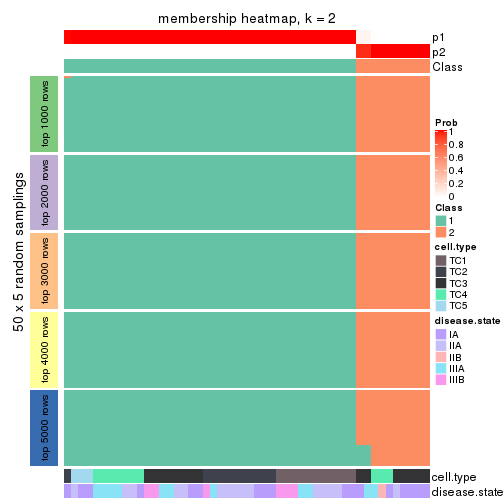 membership heatmap, k = 2
p1
p2
Class
50 x 5 random samplings
top 1000 rows
top 2000 rows
top 3000 rows
top 4000 rows
top 5000 rows
cell.type
disease.state
Prob
1
0.8
0.6
0.4
0.2
0
Class
1
2
cell.type
TC1
TC2
TC3
TC4
TC5
disease.state
IA
IIA
IIB
IIIA
IIIB